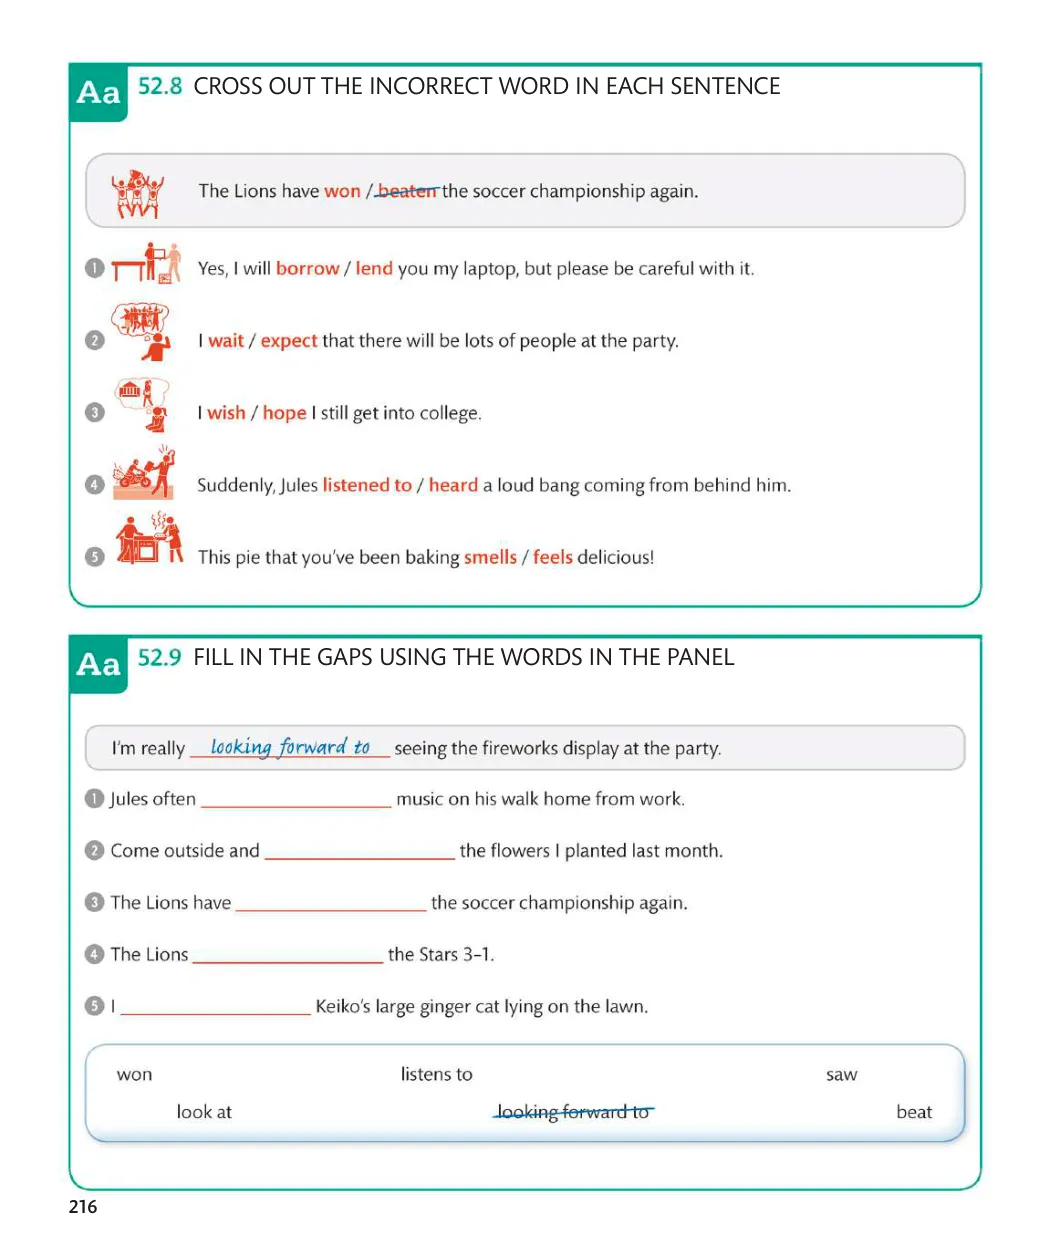 Aa 52.8 CROSS OUT THE INCORRECT WORD IN EACH SENTENCE
The Lions have won / beaten the soccer championship again.
1 Yes, I will borrow / lend you my laptop, but please be careful with it.
2 I wait / expect that there will be lots of people at the party.
3 I wish / hope I still get into college.
4 Suddenly, Jules listened to / heard a loud bang coming from behind him.
5 This pie that you've been baking smells / feels delicious!
Aa 52.9 FILL IN THE GAPS USING THE WORDS IN THE PANEL
I'm really looking forward to seeing the fireworks display at the party.
1 Jules often ____ music on his walk home from work.
2 Come outside and ____ the flowers I planted last month.
3 The Lions have ____ the soccer championship again.
4 The Lions ____ the Stars 3–1.
5 I ____ Keiko's large ginger cat lying on the lawn.
won listens to saw
look at looking forward to beat
216